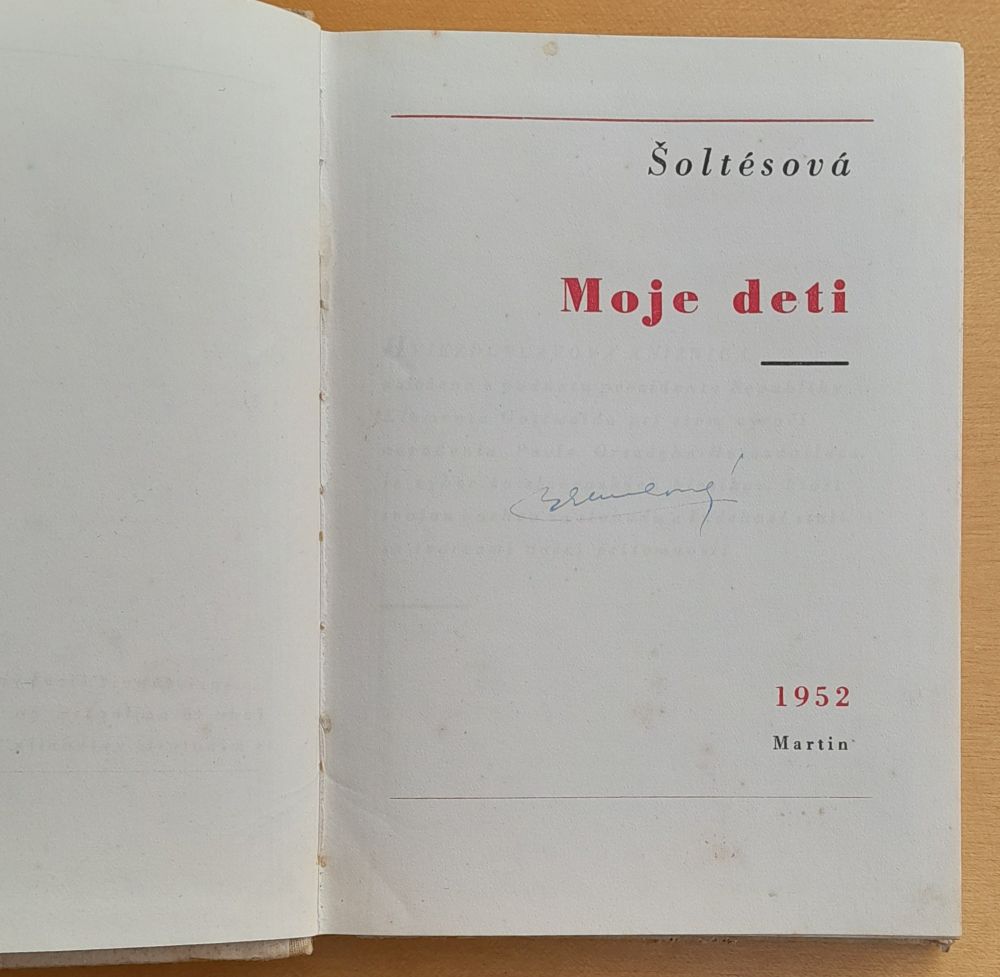 Šoltésová
Moje deti
1952
Martin